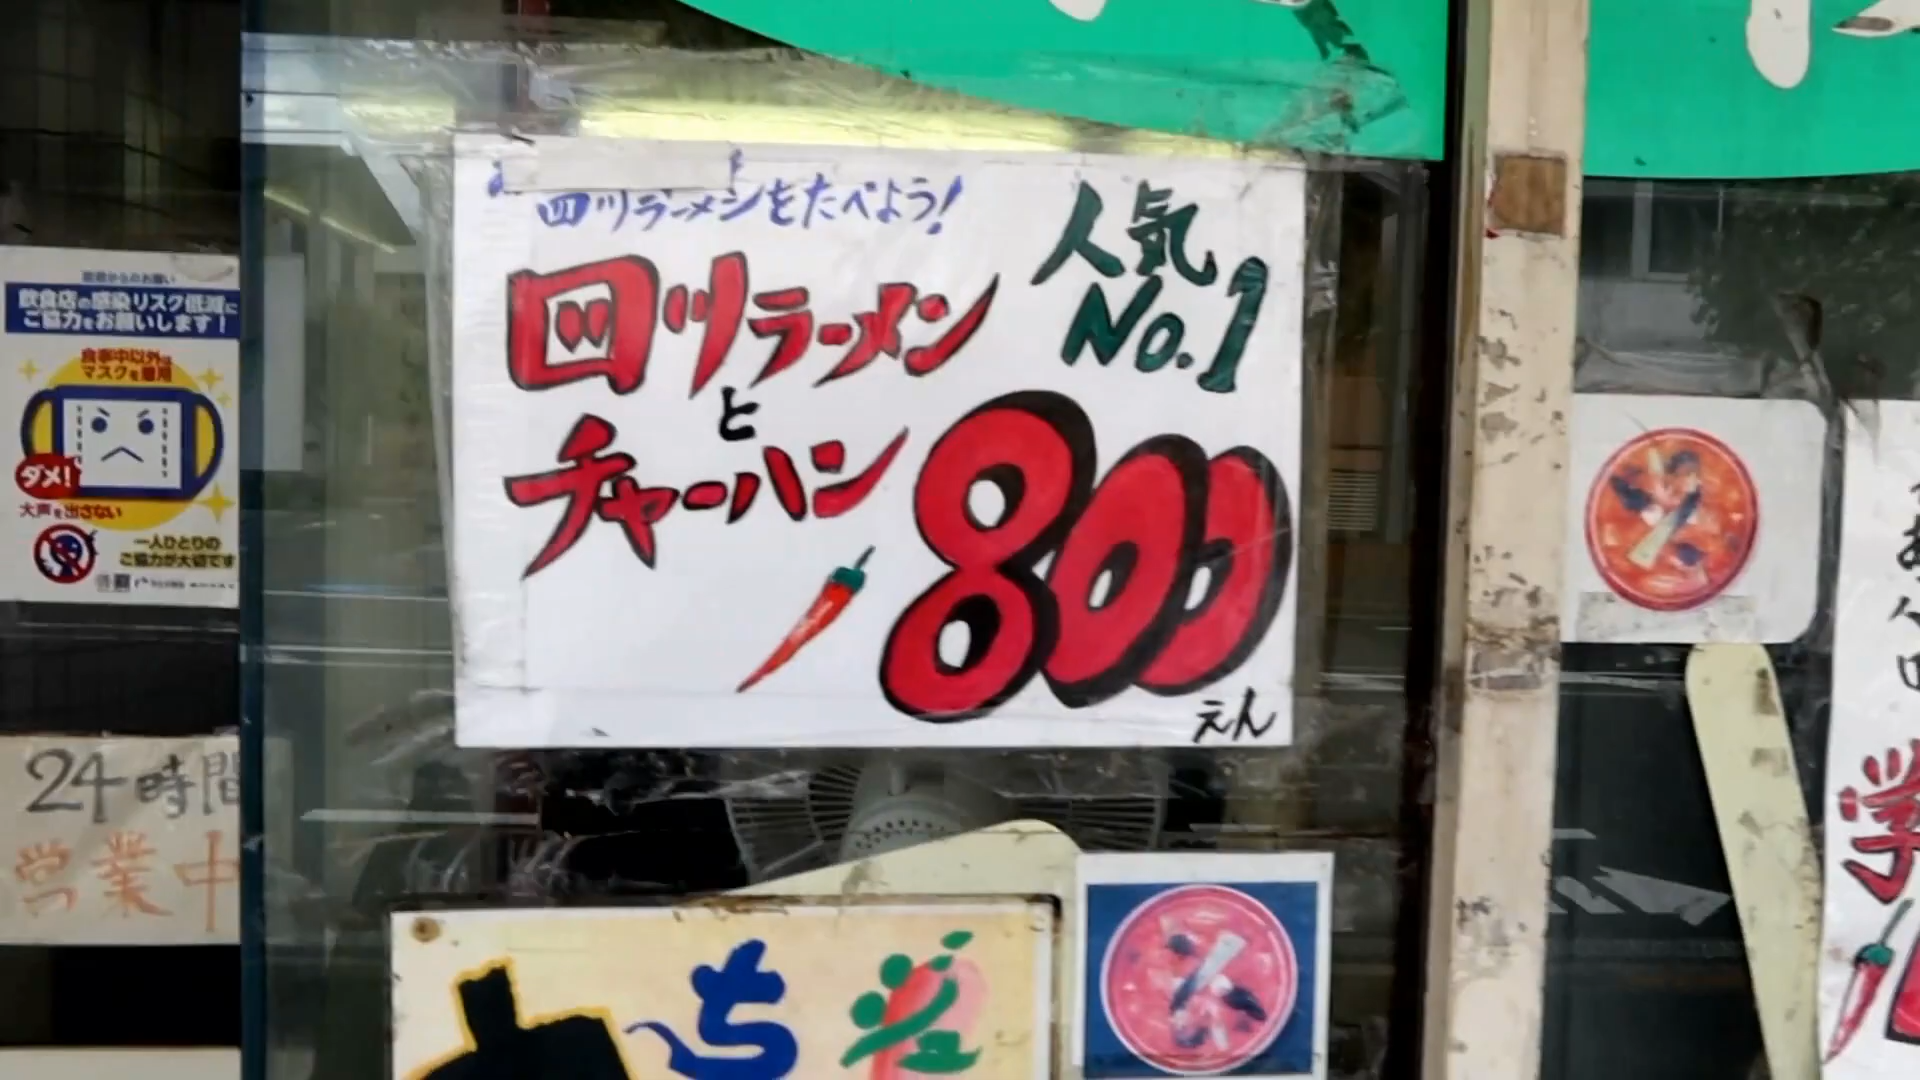 四川ラーメンをたべよう!
人気
No.1
四川ラーメン
と
チャーハン
800
えん
飲食店の感染リスク低減に
ご協力をお願いします!
食事中以外は
マスクを着用
ダメ!
大声を出さない
一人ひとりの
ご協力が大切です
24時間
営業中
ち
学